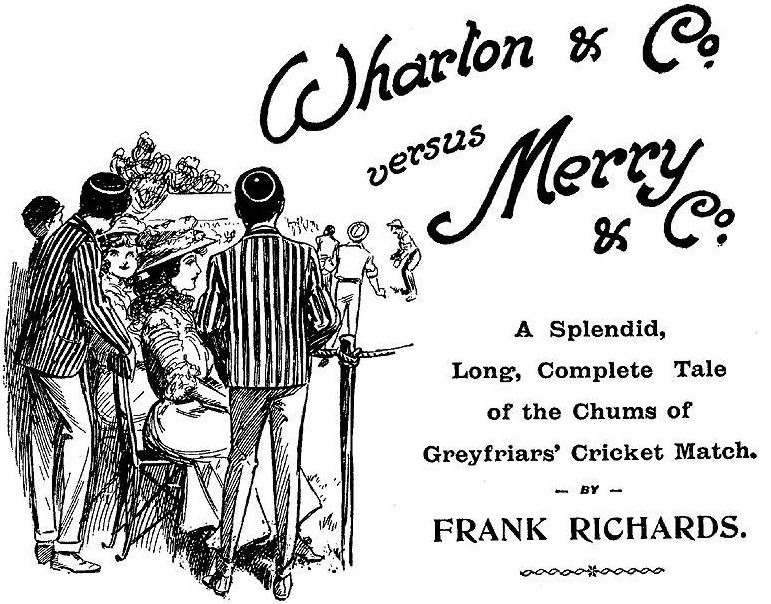 Wharton & Co.
versus
Merry
& Co.
A Splendid,
Long, Complete Tale
of the Chums of
Greyfriars' Cricket Match.
— BY —
FRANK RICHARDS.